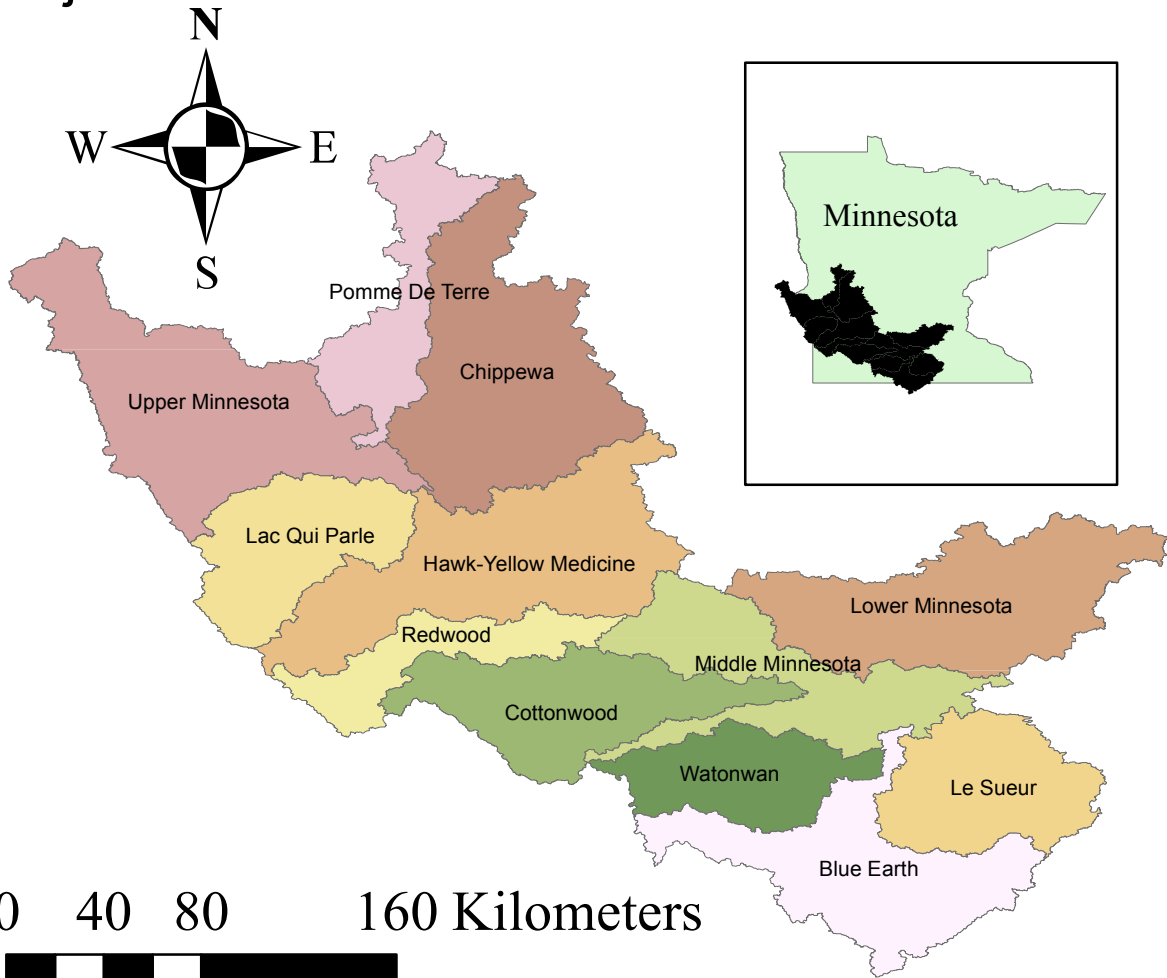 N
W
E
S
Minnesota
Pomme De Terre
Chippewa
Upper Minnesota
Lac Qui Parle
Hawk-Yellow Medicine
Lower Minnesota
Redwood
Middle Minnesota
Cottonwood
Watonwan
Le Sueur
Blue Earth
0 40 80 160 Kilometers